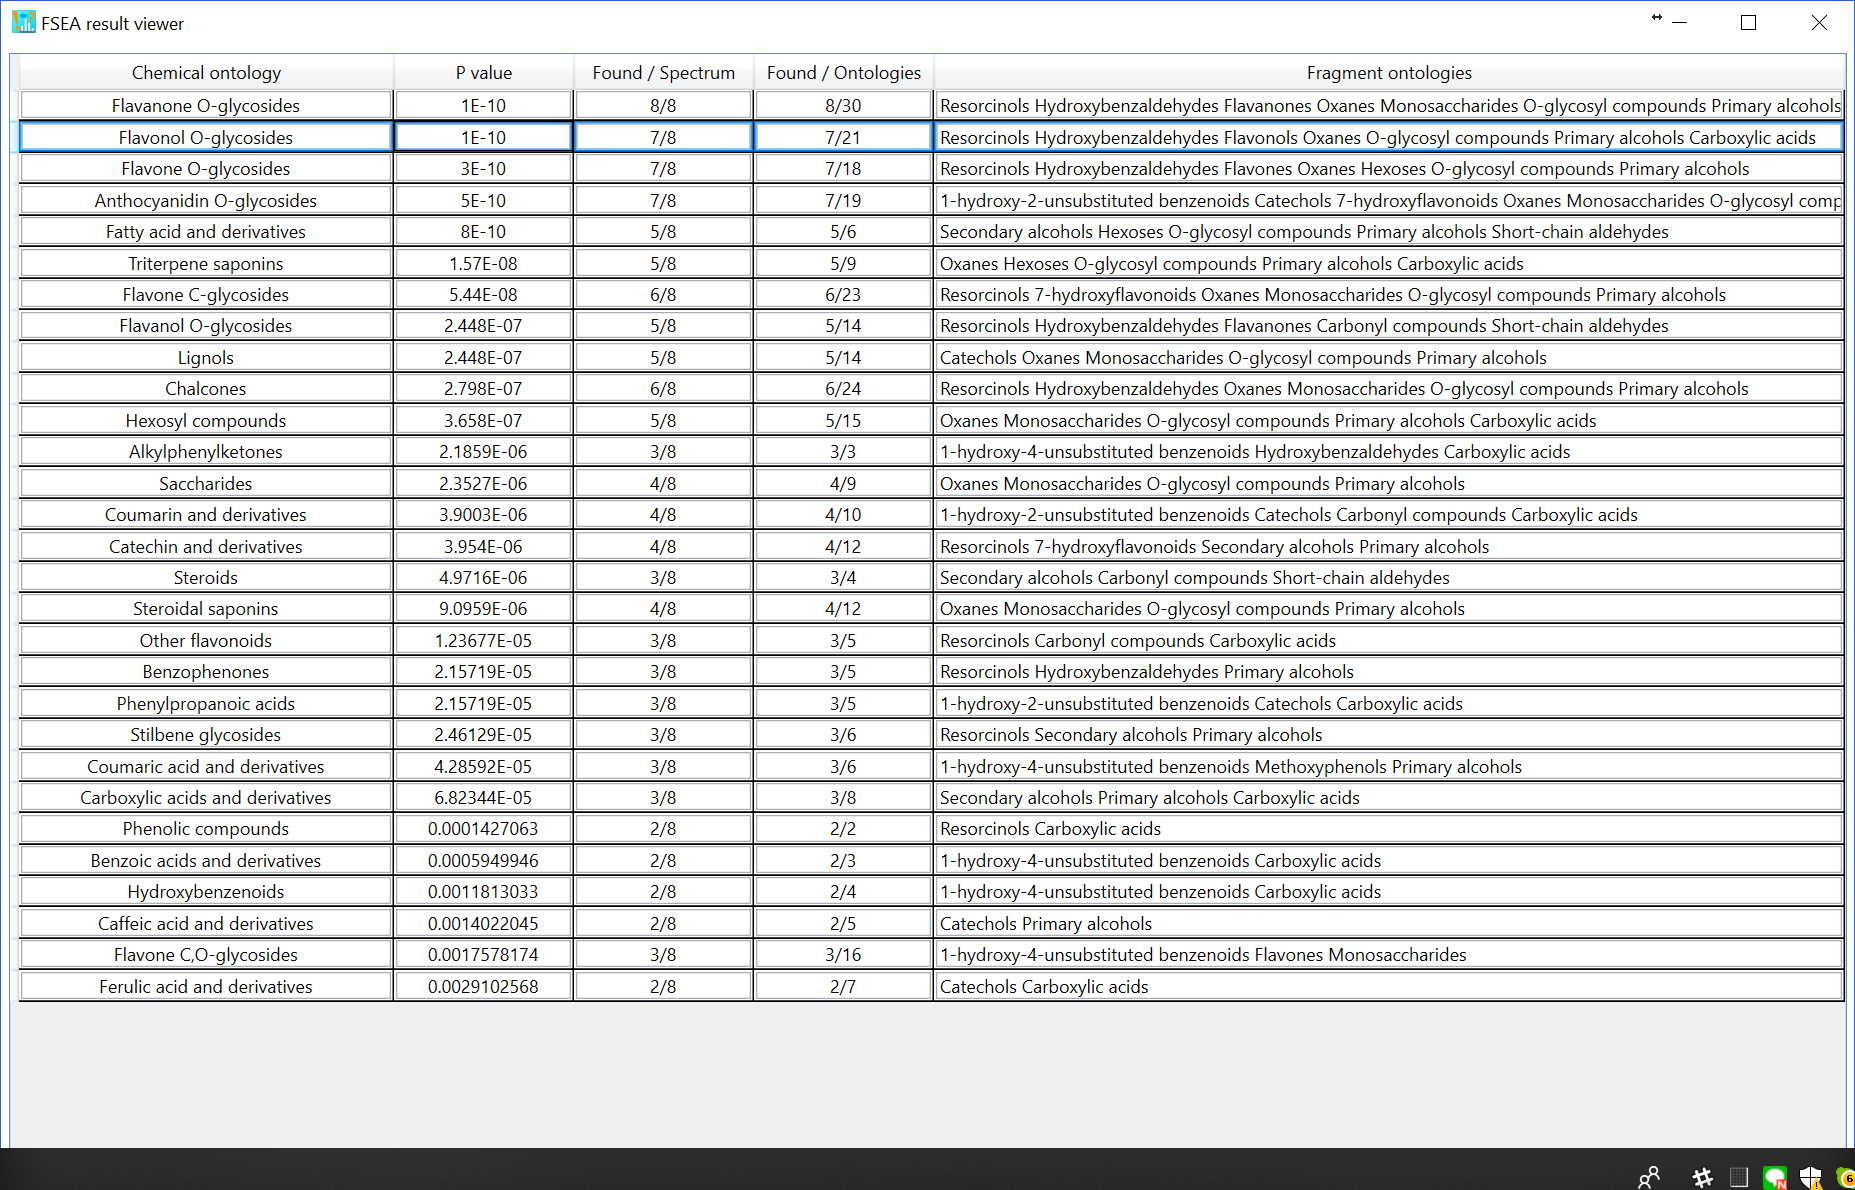 FSEA result viewer
Chemical ontology P value Found / Spectrum Found / Ontologies Fragment ontologies
Flavanone O-glycosides 1E-10 8/8 8/30 Resorcinols Hydroxybenzaldehydes Flavanones Oxanes Monosaccharides O-glycosyl compounds Primary alcohols
Flavonol O-glycosides 1E-10 7/8 7/21 Resorcinols Hydroxybenzaldehydes Flavonols Oxanes O-glycosyl compounds Primary alcohols Carboxylic acids
Flavone O-glycosides 3E-10 7/8 7/18 Resorcinols Hydroxybenzaldehydes Flavones Oxanes Hexoses O-glycosyl compounds Primary alcohols
Anthocyanidin O-glycosides 5E-10 7/8 7/19 1-hydroxy-2-unsubstituted benzenoids Catechols 7-hydroxyflavonoids Oxanes Monosaccharides O-glycosyl comp
Fatty acid and derivatives 8E-10 5/8 5/6 Secondary alcohols Hexoses O-glycosyl compounds Primary alcohols Short-chain aldehydes
Triterpene saponins 1.57E-08 5/8 5/9 Oxanes Hexoses O-glycosyl compounds Primary alcohols Carboxylic acids
Flavone C-glycosides 5.44E-08 6/8 6/23 Resorcinols 7-hydroxyflavonoids Oxanes Monosaccharides O-glycosyl compounds Primary alcohols
Flavanol O-glycosides 2.448E-07 5/8 5/14 Resorcinols Hydroxybenzaldehydes Flavanones Carbonyl compounds Short-chain aldehydes
Lignols 2.448E-07 5/8 5/14 Catechols Oxanes Monosaccharides O-glycosyl compounds Primary alcohols
Chalcones 2.798E-07 6/8 6/24 Resorcinols Hydroxybenzaldehydes Oxanes Monosaccharides O-glycosyl compounds Primary alcohols
Hexosyl compounds 3.658E-07 5/8 5/15 Oxanes Monosaccharides O-glycosyl compounds Primary alcohols Carboxylic acids
Alkylphenylketones 2.1859E-06 3/8 3/3 1-hydroxy-4-unsubstituted benzenoids Hydroxybenzaldehydes Carboxylic acids
Saccharides 2.3527E-06 4/8 4/9 Oxanes Monosaccharides O-glycosyl compounds Primary alcohols
Coumarin and derivatives 3.9003E-06 4/8 4/10 1-hydroxy-2-unsubstituted benzenoids Catechols Carbonyl compounds Carboxylic acids
Catechin and derivatives 3.954E-06 4/8 4/12 Resorcinols 7-hydroxyflavonoids Secondary alcohols Primary alcohols
Steroids 4.9716E-06 3/8 3/4 Secondary alcohols Carbonyl compounds Short-chain aldehydes
Steroidal saponins 9.0959E-06 4/8 4/12 Oxanes Monosaccharides O-glycosyl compounds Primary alcohols
Other flavonoids 1.23677E-05 3/8 3/5 Resorcinols Carbonyl compounds Carboxylic acids
Benzophenones 2.15719E-05 3/8 3/5 Resorcinols Hydroxybenzaldehydes Primary alcohols
Phenylpropanoic acids 2.15719E-05 3/8 3/5 1-hydroxy-2-unsubstituted benzenoids Catechols Carboxylic acids
Stilbene glycosides 2.46129E-05 3/8 3/6 Resorcinols Secondary alcohols Primary alcohols
Coumaric acid and derivatives 4.28592E-05 3/8 3/6 1-hydroxy-4-unsubstituted benzenoids Methoxyphenols Primary alcohols
Carboxylic acids and derivatives 6.82344E-05 3/8 3/8 Secondary alcohols Primary alcohols Carboxylic acids
Phenolic compounds 0.0001427063 2/8 2/2 Resorcinols Carboxylic acids
Benzoic acids and derivatives 0.0005949946 2/8 2/3 1-hydroxy-4-unsubstituted benzenoids Carboxylic acids
Hydroxybenzenoids 0.0011813033 2/8 2/4 1-hydroxy-4-unsubstituted benzenoids Carboxylic acids
Caffeic acid and derivatives 0.0014022045 2/8 2/5 Catechols Primary alcohols
Flavone C,O-glycosides 0.0017578174 3/8 3/16 1-hydroxy-4-unsubstituted benzenoids Flavones Monosaccharides
Ferulic acid and derivatives 0.0029102568 2/8 2/7 Catechols Carboxylic acids
N 6